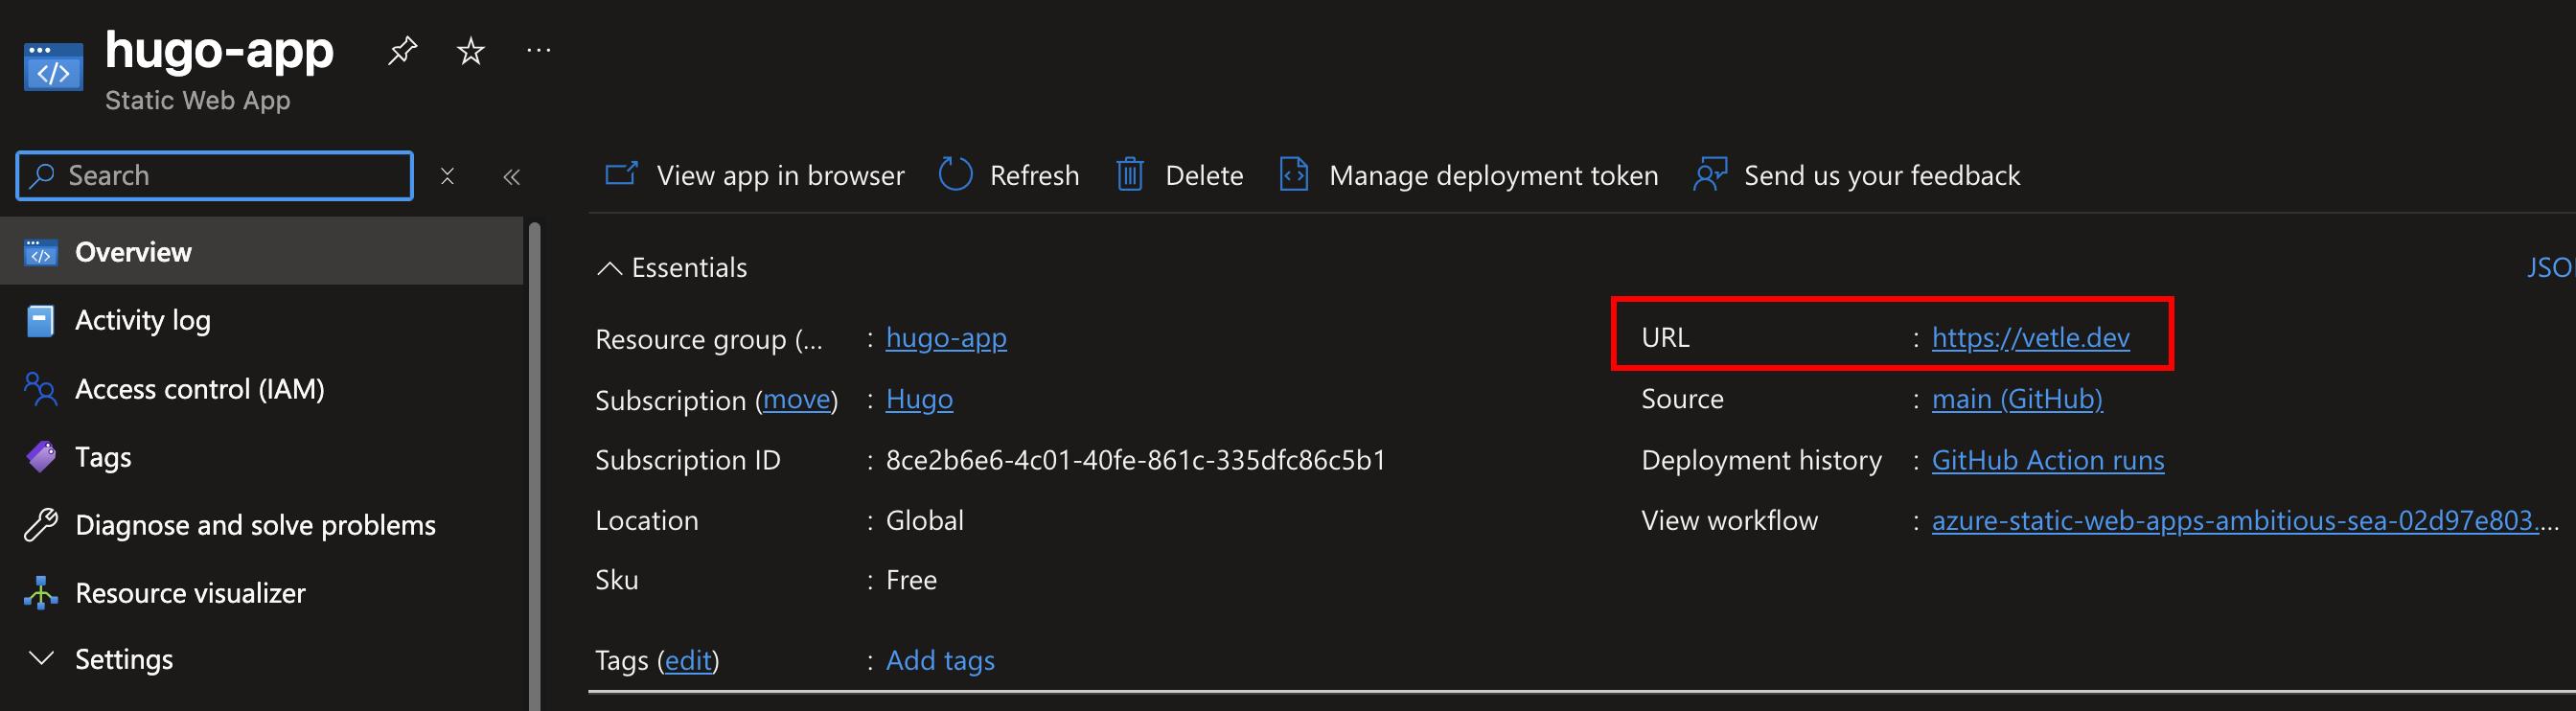 hugo-app
Static Web App
Search
View app in browser
Refresh
Delete
Manage deployment token
Send us your feedback
Overview
Activity log
Access control (IAM)
Tags
Diagnose and solve problems
Resource visualizer
Settings
Essentials
JSO
Resource group (... : hugo-app
Subscription (move) : Hugo
Subscription ID : 8ce2b6e6-4c01-40fe-861c-335dfc86c5b1
Location : Global
Sku : Free
Tags (edit) : Add tags
URL : https://vetle.dev
Source : main (GitHub)
Deployment history : GitHub Action runs
View workflow : azure-static-web-apps-ambitious-sea-02d97e803....